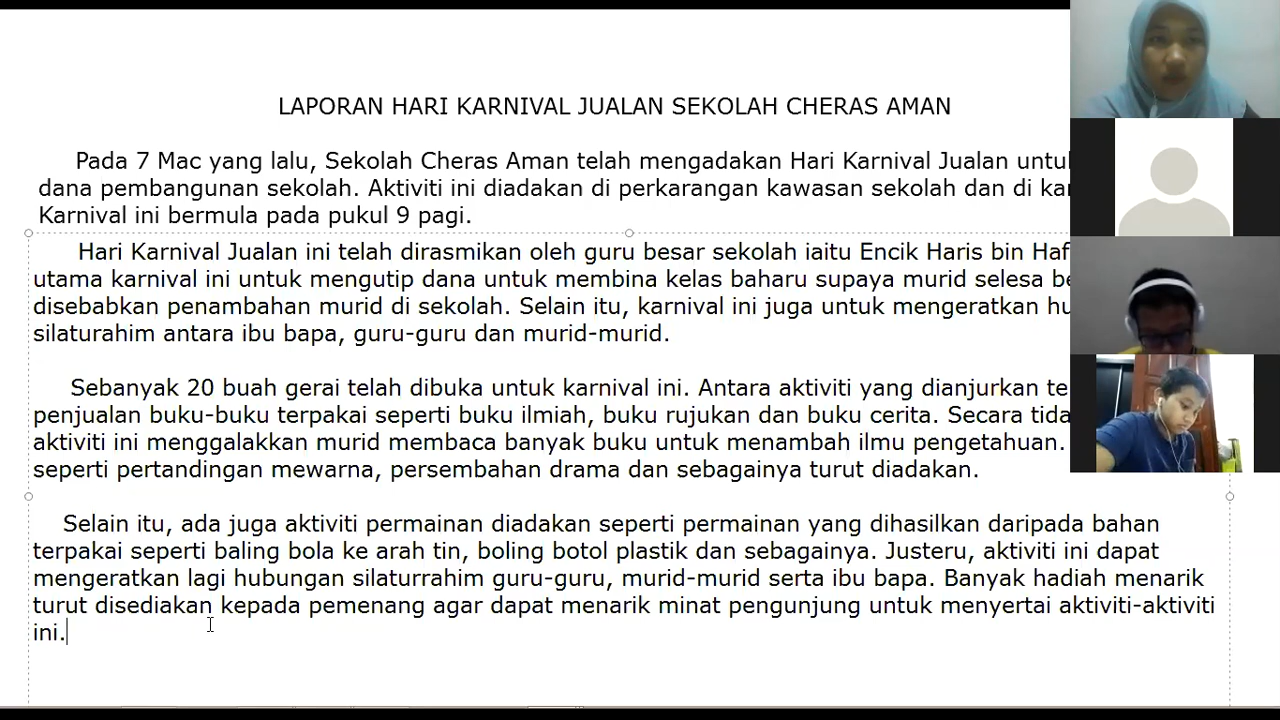 LAPORAN HARI KARNIVAL JUALAN SEKOLAH CHERAS AMAN
Pada 7 Mac yang lalu, Sekolah Cheras Aman telah mengadakan Hari Karnival Jualan
dana pembangunan sekolah. Aktiviti ini diadakan di perkarangan kawasan sekolah dan di
Karnival ini bermula pada pukul 9 pagi.
Hari Karnival Jualan ini telah dirasmikan oleh guru besar sekolah iaitu Encik Haris bin
utama karnival ini untuk mengutip dana untuk membina kelas baharu supaya murid selesa
disebabkan penambahan murid di sekolah. Selain itu, karnival ini juga untuk mengeratkan
silaturahim antara ibu bapa, guru-guru dan murid-murid.
Sebanyak 20 buah gerai telah dibuka untuk karnival ini. Antara aktiviti yang dianjurkan
penjualan buku-buku terpakai seperti buku ilmiah, buku rujukan dan buku cerita. Secara
aktiviti ini menggalakkan murid membaca banyak buku untuk menambah ilmu pengetahuan.
seperti pertandingan mewarna, persembahan drama dan sebagainya turut diadakan.
Selain itu, ada juga aktiviti permainan diadakan seperti permainan yang dihasilkan daripada bahan
terpakai seperti baling bola ke arah tin, boling botol plastik dan sebagainya. Justeru, aktiviti ini dapat
mengeratkan lagi hubungan silaturrahim guru-guru, murid-murid serta ibu bapa. Banyak hadiah menarik
turut disediakan kepada pemenang agar dapat menarik minat pengunjung untuk menyertai aktiviti-aktiviti
ini.